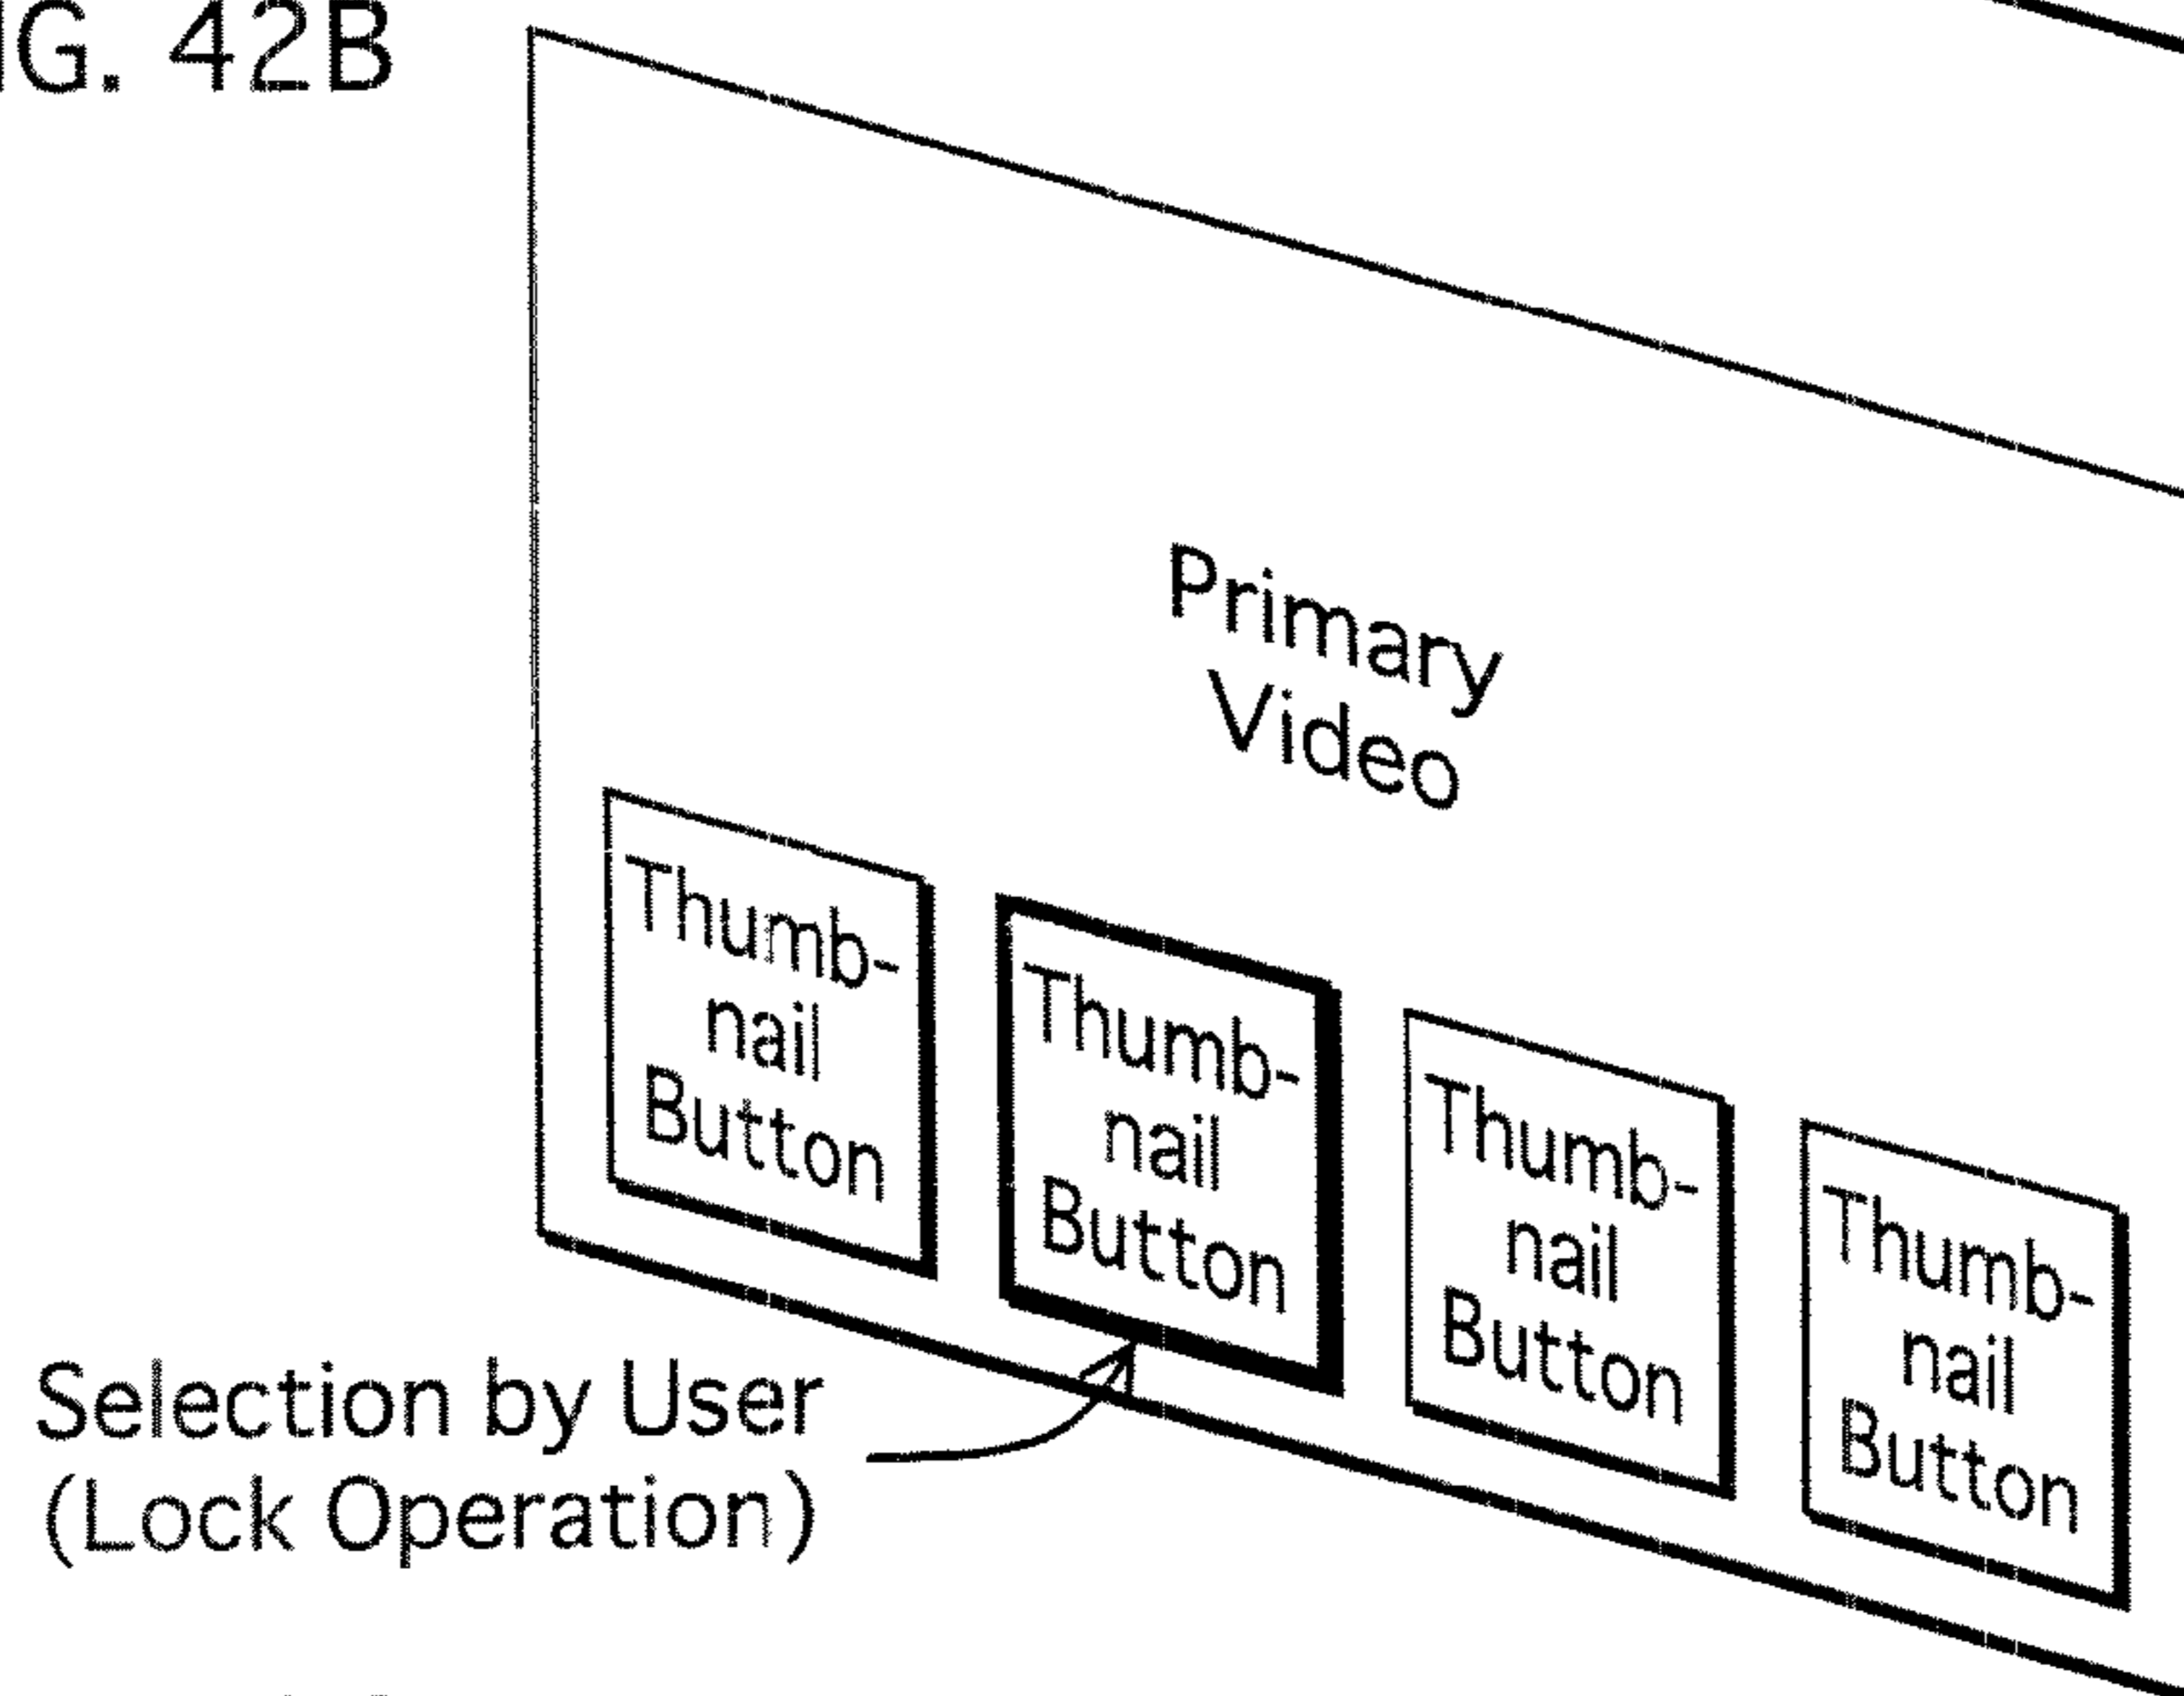 G. 42B
Primary
Video
Thumb-
nail
Button
Thumb-
nail
Button
Thumb-
nail
Button
Thumb-
nail
Button
Selection by User
(Lock Operation)